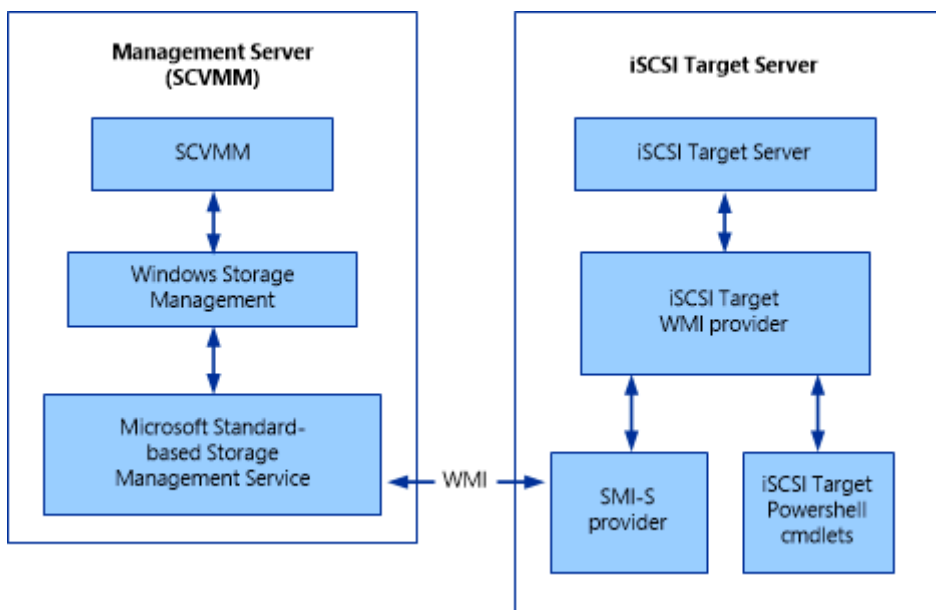 Management Server
(SCVMM)
SCVMM
Windows Storage
Management
Microsoft Standard-
based Storage
Management Service
WMI
iSCSI Target Server
iSCSI Target Server
iSCSI Target
WMI provider
SMI-S
provider
iSCSI Target
Powershell
cmdlets